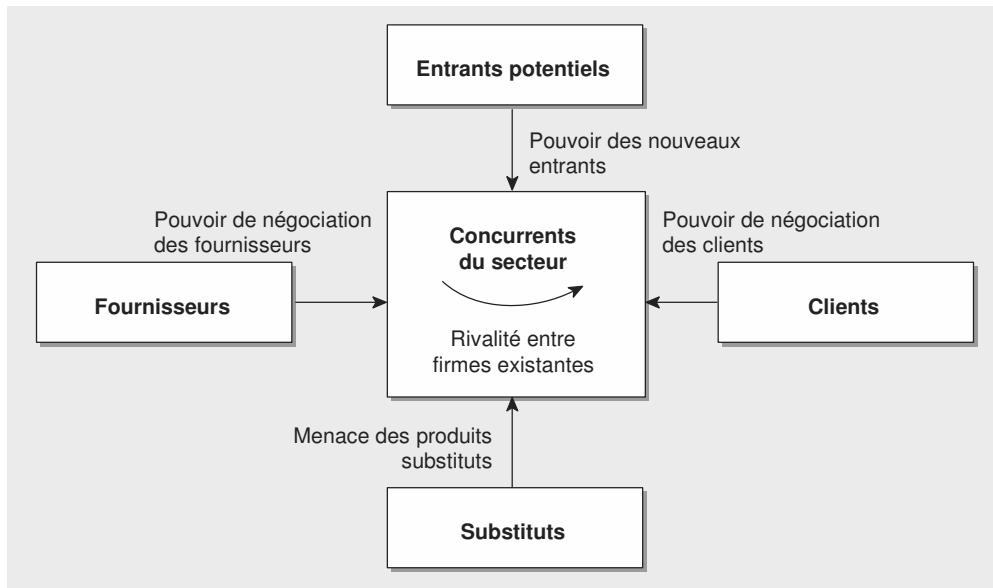 Entrants potentiels
Pouvoir des nouveaux
entrants
Pouvoir de négociation
des fournisseurs
Concurrents
du secteur
Pouvoir de négociation
des clients
Fournisseurs
Rivalité entre
firmes existantes
Clients
Menace des produits
substituts
Substituts